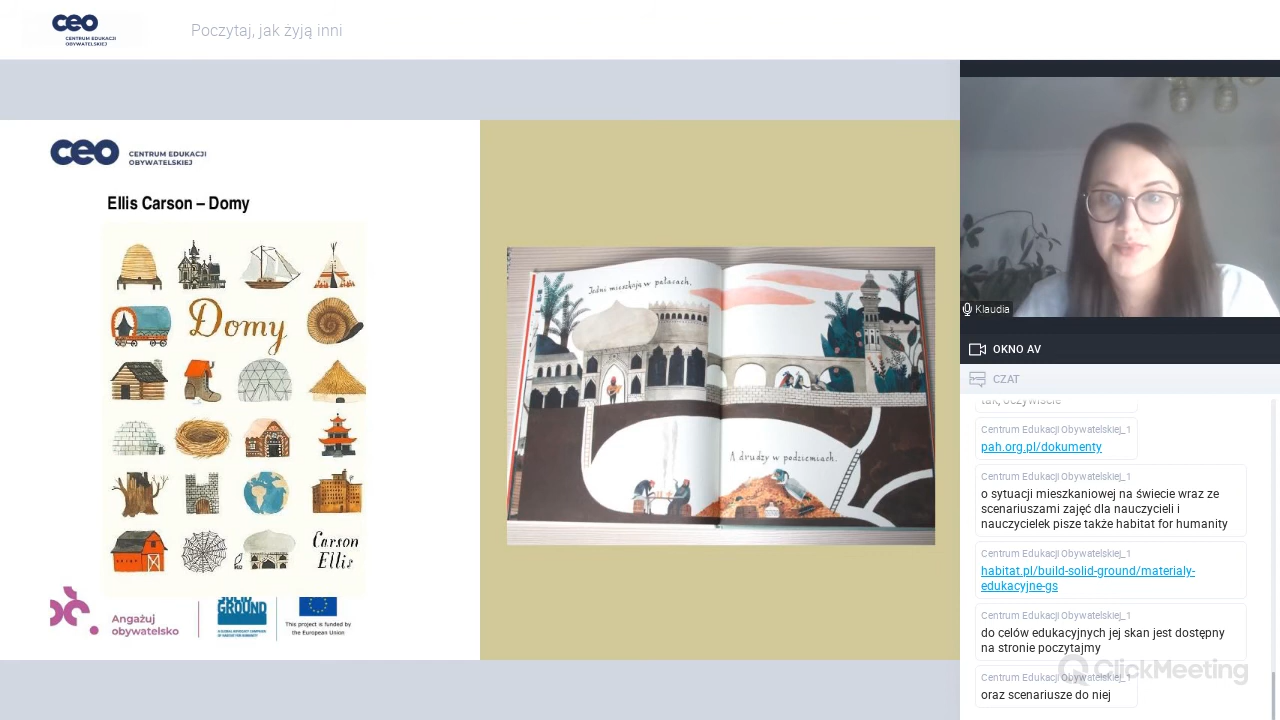 ceo
CENTRUM EDUKACJI
OBYWATELSKIEJ
Poczytaj, jak żyją inni
ceo
CENTRUM EDUKACJI
OBYWATELSKIEJ
Ellis Carson – Domy
Domy
Carson
Ellis
Jedni mieszkają w pałacach,
A drudzy w podziemiach.
Angażuj
obywatelsko
GROUND
This project is funded by
the European Union
Klaudia
OKNO AV
CZAT
tak, oczywiście
Centrum Edukacji Obywatelskiej_1
pah.org.pl/dokumenty
Centrum Edukacji Obywatelskiej_1
o sytuacji mieszkaniowej na świecie wraz ze
scenariuszami zajęć dla nauczycieli i
nauczycielek pisze także habitat for humanity
Centrum Edukacji Obywatelskiej_1
habitat.pl/build-solid-ground/materialy-
edukacyjne-gs
Centrum Edukacji Obywatelskiej_1
do celów edukacyjnych jej skan jest dostępny
na stronie poczytajmy
Centrum Edukacji Obywatelskiej_1
oraz scenariusze do niej
ClickMeeting